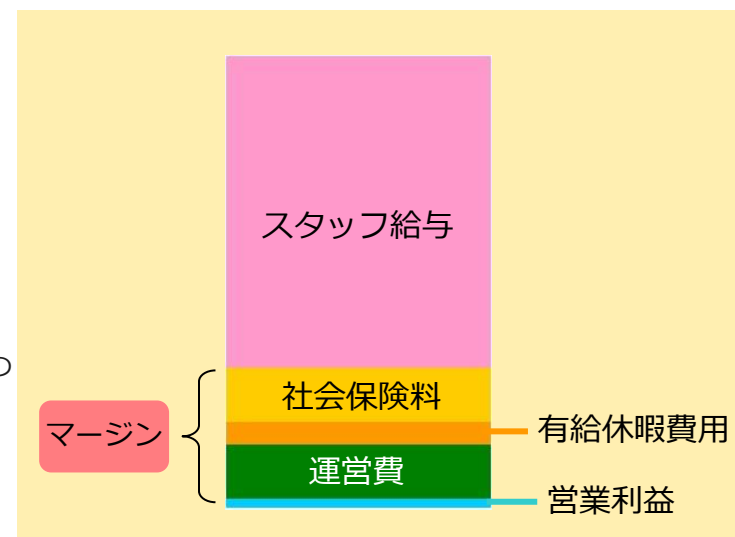 スタッフ給与
社会保険料
マージン
有給休暇費用
運営費
営業利益